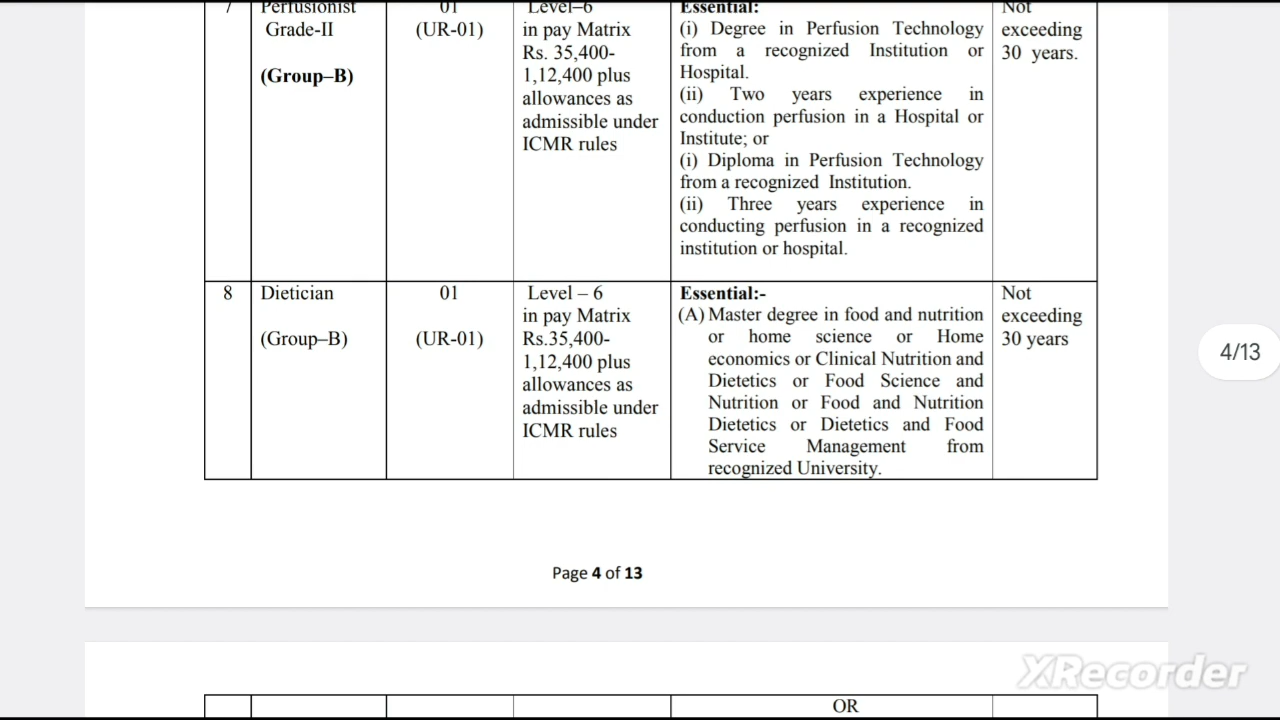 7
Perfusionist
Grade-II
(Group–B)
01
(UR-01)
Level–6
in pay Matrix
Rs. 35,400-
1,12,400 plus
allowances as
admissible under
ICMR rules
Essential:
(i) Degree in Perfusion Technology
from a recognized Institution or
Hospital.
(ii) Two years experience in
conduction perfusion in a Hospital or
Institute; or
(i) Diploma in Perfusion Technology
from a recognized Institution.
(ii) Three years experience in
conducting perfusion in a recognized
institution or hospital.
Not
exceeding
30 years.
8
Dietician
(Group–B)
01
(UR-01)
Level – 6
in pay Matrix
Rs.35,400-
1,12,400 plus
allowances as
admissible under
ICMR rules
Essential:-
(A) Master degree in food and nutrition
or home science or Home
economics or Clinical Nutrition and
Dietetics or Food Science and
Nutrition or Food and Nutrition
Dietetics or Dietetics and Food
Service Management from
recognized University.
Not
exceeding
30 years
4/13
Page 4 of 13
XRecorder
OR